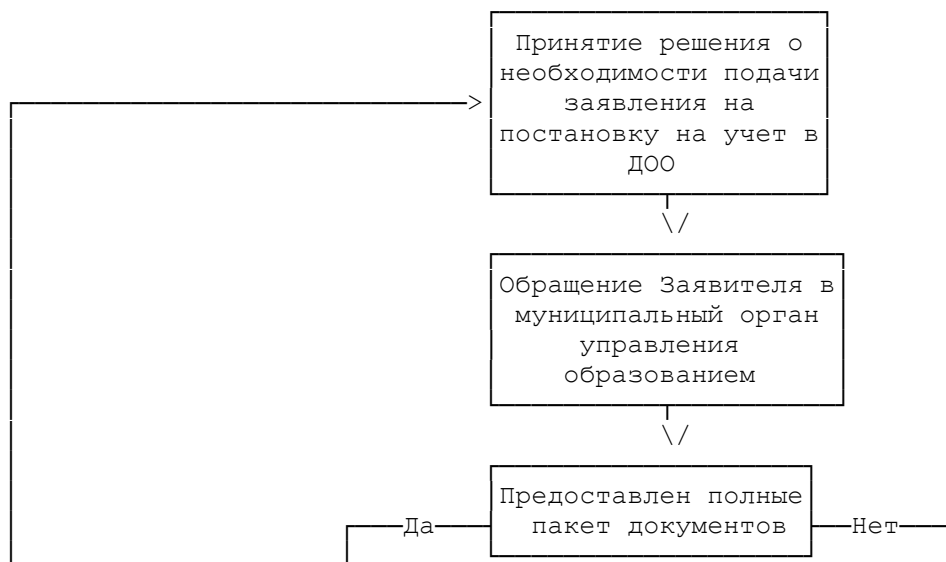 Принятие решения о
необходимости подачи
заявления на
постановку на учет в
ДОО
Обращение Заявителя в
муниципальный орган
управления
образованием
Предоставлен полные
пакет документов
Да
Нет